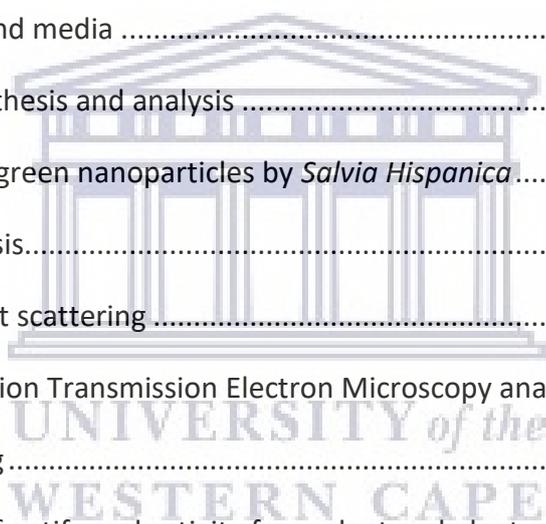 nd media ........................................................
thesis and analysis ........................................
green nanoparticles by Salvia Hispanica ....
sis....................................................................
t scattering ....................................................
ion Transmission Electron Microscopy ana
UNIVERSITY of the
g ......................................................................
WESTERN CAPE